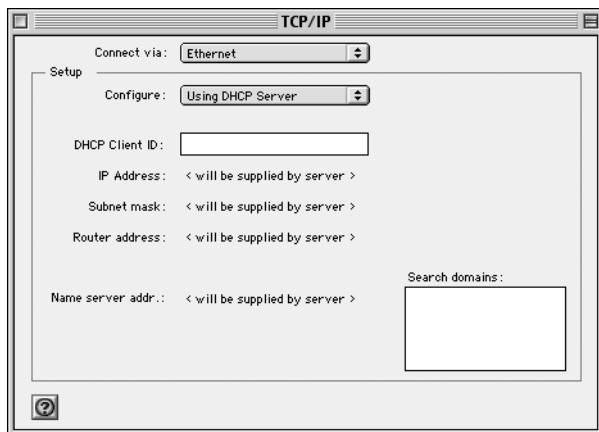 TCP/IP
Connect via: Ethernet
Setup
Configure: Using DHCP Server
DHCP Client ID:
IP Address: < will be supplied by server >
Subnet mask: < will be supplied by server >
Router address: < will be supplied by server >
Search domains:
Name server addr.: < will be supplied by server >
?